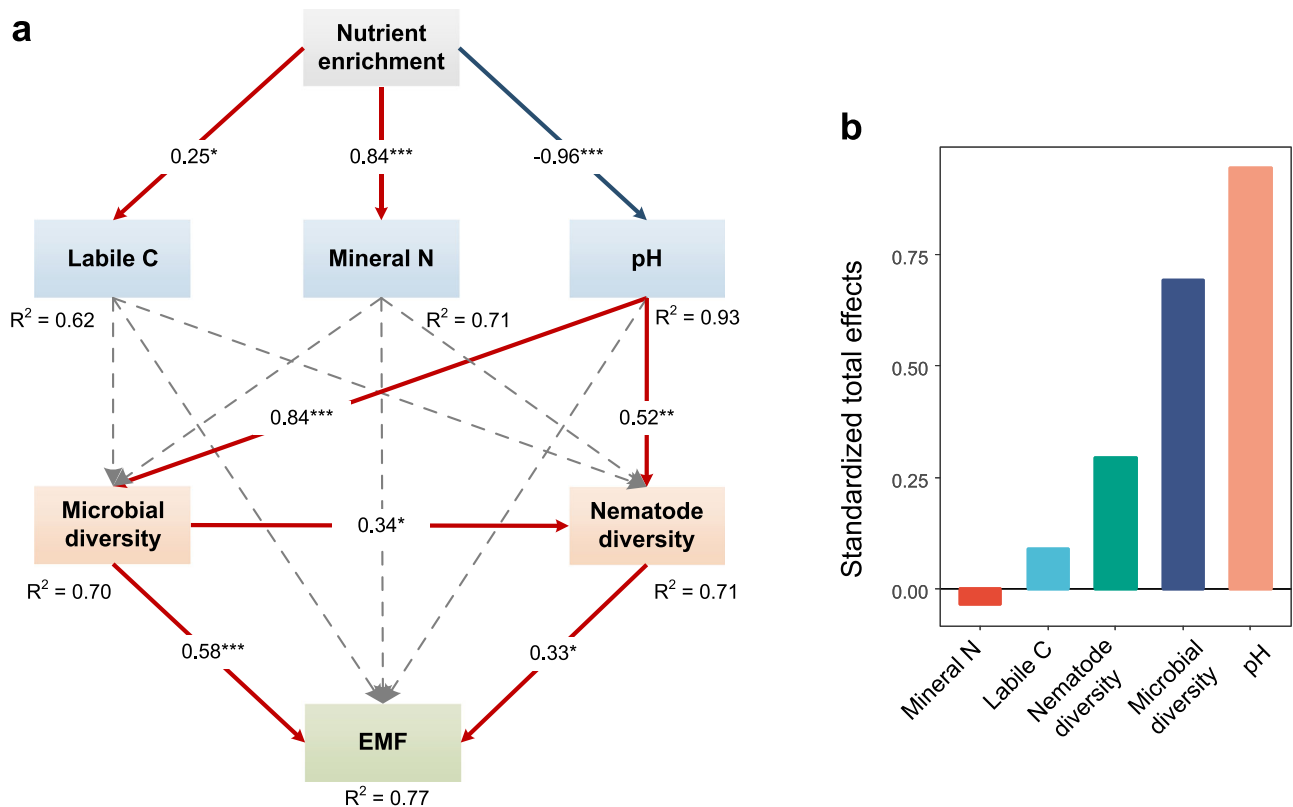 a
Nutrient
enrichment
0.25*
0.84***
-0.96***
Labile C
Mineral N
pH
R² = 0.62
R² = 0.71
R² = 0.93
0.84***
0.52**
Microbial
diversity
0.34*
Nematode
diversity
R² = 0.70
R² = 0.71
0.58***
0.33*
EMF
R² = 0.77
b
Standardized total effects
0.75
0.50
0.25
0.00
Mineral N
Labile C
Nematode
diversity
Microbial
diversity
pH